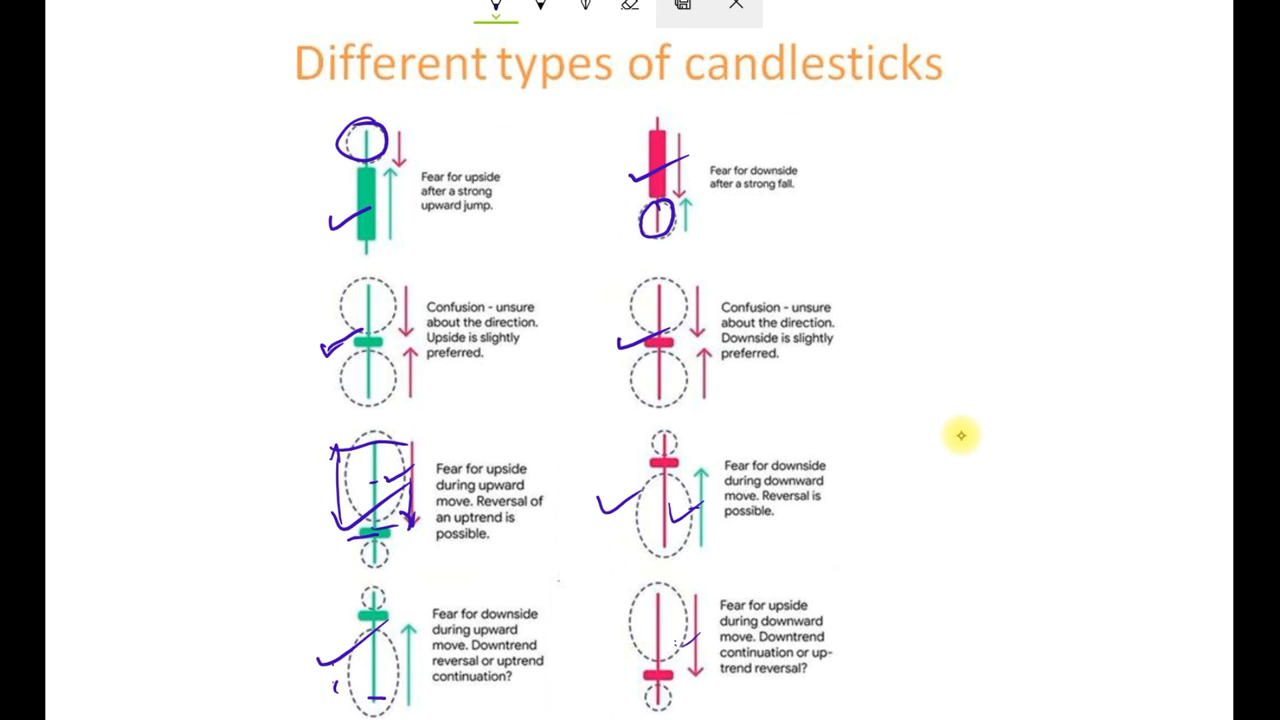 Different types of candlesticks
Fear for upside
after a strong
upward jump.
Fear for downside
after a strong fall.
Confusion - unsure
about the direction.
Upside is slightly
preferred.
Confusion - unsure
about the direction.
Downside is slightly
preferred.
Fear for upside
during upward
move. Reversal of
an uptrend is
possible.
Fear for downside
during downward
move. Reversal is
possible.
Fear for downside
during upward
move. Downtrend
reversal or uptrend
continuation?
Fear for upside
during downward
move. Downtrend
continuation or up-
trend reversal?